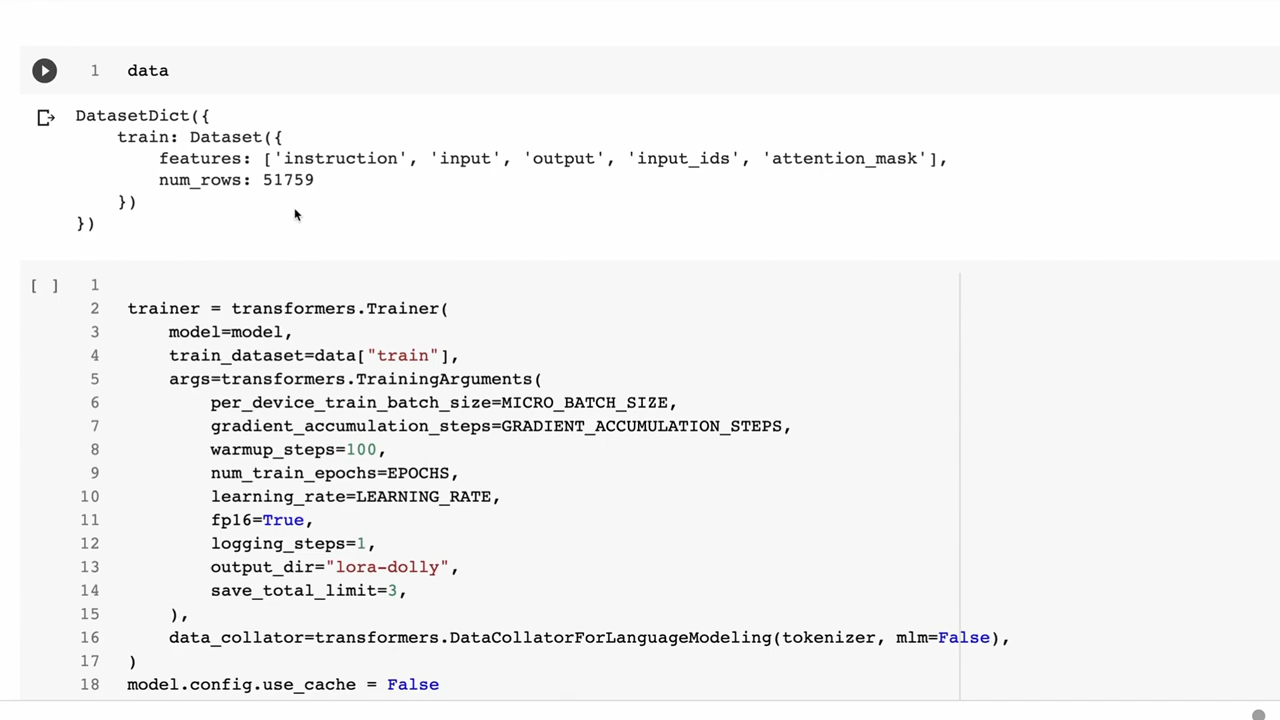 1 data
DatasetDict({
    train: Dataset({
        features: ['instruction', 'input', 'output', 'input_ids', 'attention_mask'],
        num_rows: 51759
    })
})
[ ] 1
2 trainer = transformers.Trainer(
3     model=model,
4     train_dataset=data["train"],
5     args=transformers.TrainingArguments(
6         per_device_train_batch_size=MICRO_BATCH_SIZE,
7         gradient_accumulation_steps=GRADIENT_ACCUMULATION_STEPS,
8         warmup_steps=100,
9         num_train_epochs=EPOCHS,
10         learning_rate=LEARNING_RATE,
11         fp16=True,
12         logging_steps=1,
13         output_dir="lora-dolly",
14         save_total_limit=3,
15     ),
16     data_collator=transformers.DataCollatorForLanguageModeling(tokenizer, mlm=False),
17 )
18 model.config.use_cache = False